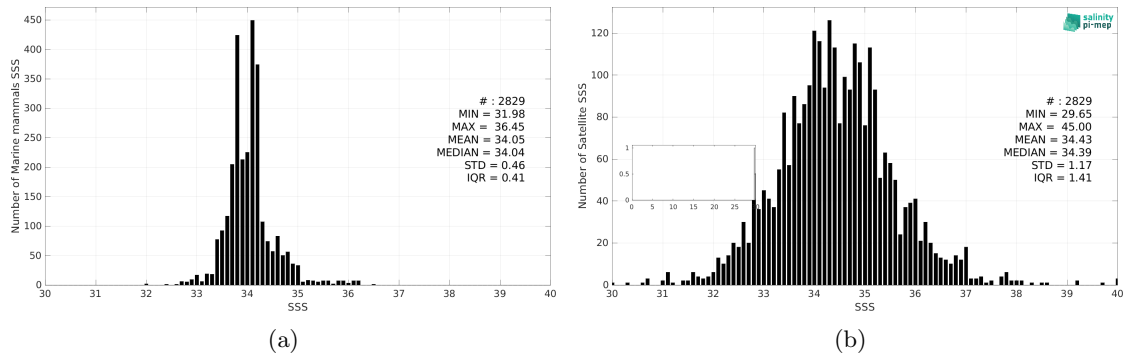 450
400
350
300
250
200
150
100
50
0
Number of Marine mammals SSS
# : 2829
MIN = 31.98
MAX = 36.45
MEAN = 34.05
MEDIAN = 34.04
STD = 0.46
IQR = 0.41
30 31 32 33 34 35 36 37 38 39 40
SSS
(a)
salinity
pi-mep
120
100
80
60
40
20
0
Number of Satellite SSS
1
0.5
0
0 5 10 15 20 25
# : 2829
MIN = 29.65
MAX = 45.00
MEAN = 34.43
MEDIAN = 34.39
STD = 1.17
IQR = 1.41
30 31 32 33 34 35 36 37 38 39 40
SSS
(b)